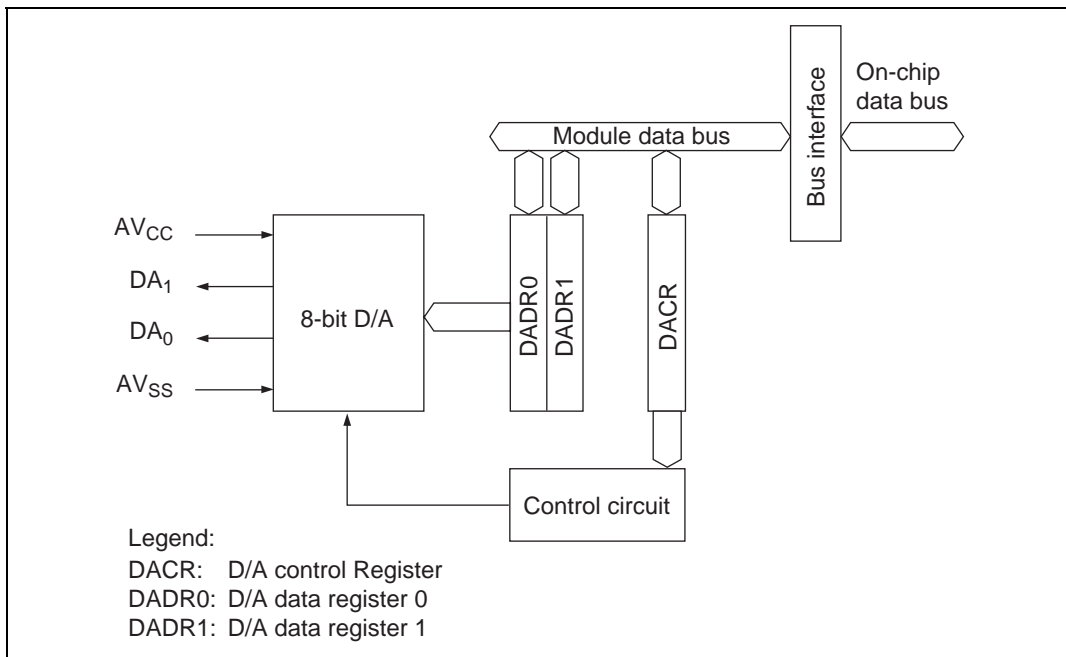 On-chip
data bus
Bus interface
Module data bus
AVCC
DA1
DA0
AVSS
8-bit D/A
DADR0
DADR1
DACR
Control circuit
Legend:
DACR: D/A control Register
DADR0: D/A data register 0
DADR1: D/A data register 1